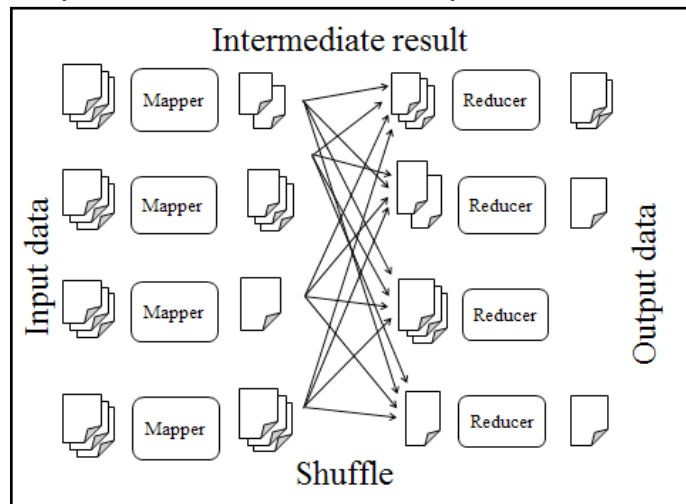 Intermediate result
Mapper
Reducer
Mapper
Reducer
Input data
Output data
Mapper
Reducer
Mapper
Reducer
Shuffle